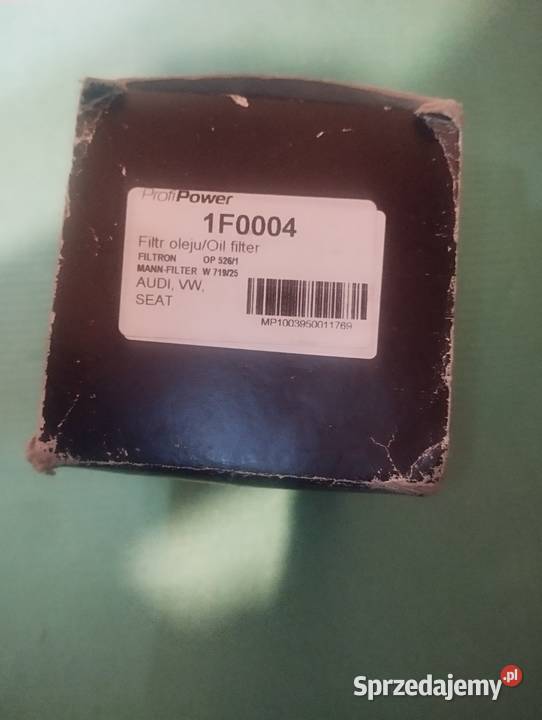 ProfiPower
1F0004
Filtr oleju/Oil filter
FILTRON OP 526/1
MANN-FILTER W 719/25
AUDI, VW,
SEAT
MP1003950011769
Sprzedajemy.pl